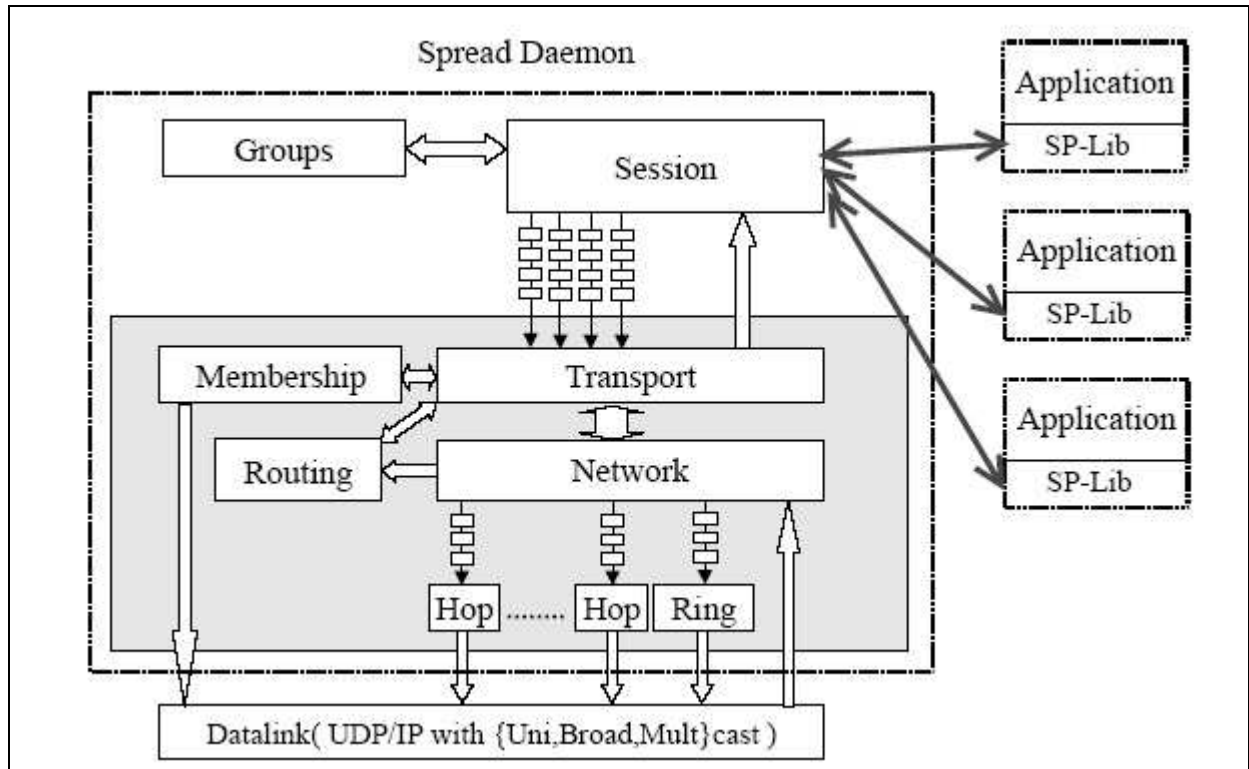 Spread Daemon
Groups
Session
Application
SP-Lib
Application
SP-Lib
Application
SP-Lib
Membership
Transport
Routing
Network
Hop ......... Hop
Ring
Datalink( UDP/IP with {Uni,Broad,Mult}cast )